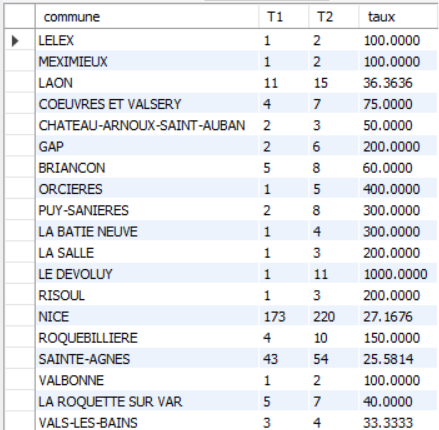 commune T1 T2 taux
LELEX 1 2 100.0000
MEXIMIEUX 1 2 100.0000
LAON 11 15 36.3636
COEUVRES ET VALSERY 4 7 75.0000
CHATEAU-ARNOUX-SAINT-AUBAN 2 3 50.0000
GAP 2 6 200.0000
BRIANCON 5 8 60.0000
ORCIERES 1 5 400.0000
PUY-SANIERES 2 8 300.0000
LA BATIE NEUVE 1 4 300.0000
LA SALLE 1 3 200.0000
LE DEVOLUY 1 11 1000.0000
RISOUL 1 3 200.0000
NICE 173 220 27.1676
ROQUEBILLIERE 4 10 150.0000
SAINTE-AGNES 43 54 25.5814
VALBONNE 1 2 100.0000
LA ROQUETTE SUR VAR 5 7 40.0000
VALS-LES-BAINS 3 4 33.3333